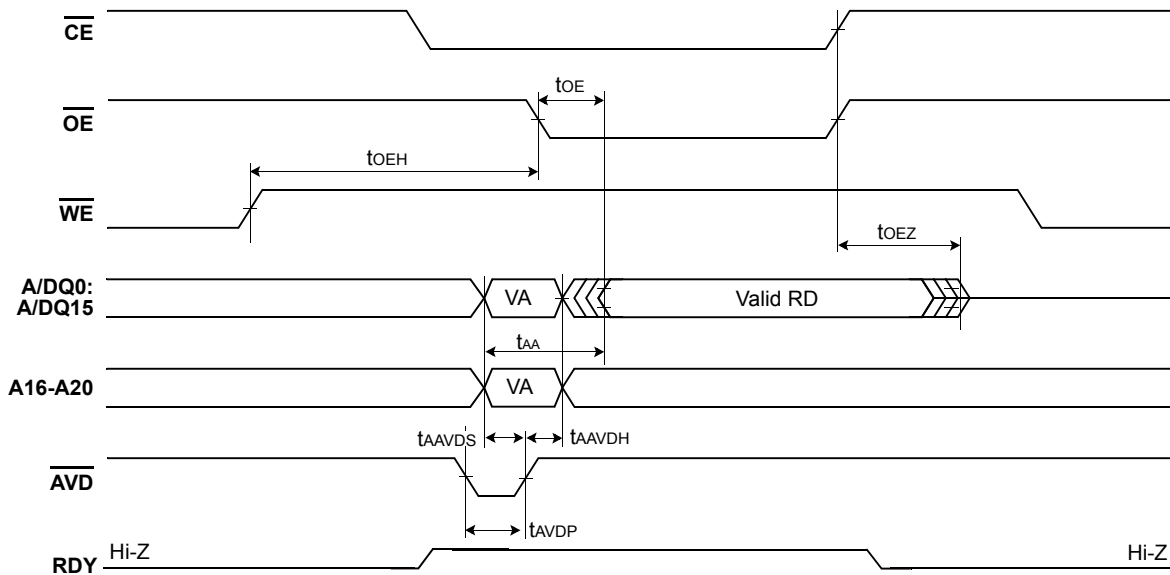 CE
tOE
OE
tOEH
WE
tOEZ
A/DQ0:
A/DQ15
VA
Valid RD
tAA
A16-A20
VA
tAAVDS
tAAVDH
AVD
tAVDP
Hi-Z
Hi-Z
RDY